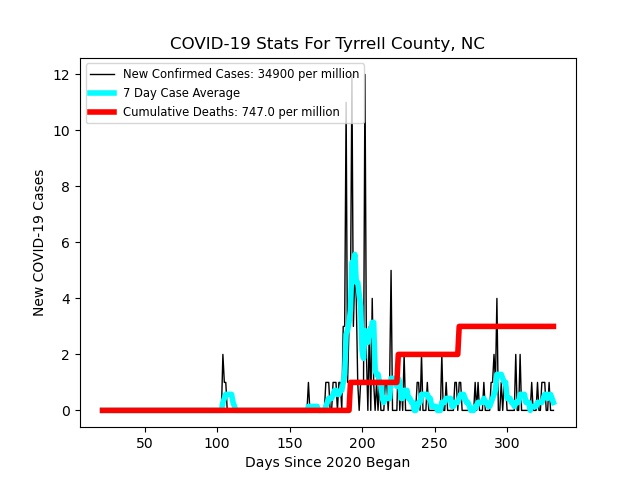 COVID-19 Stats For Tyrrell County, NC
New Confirmed Cases: 34900 per million
7 Day Case Average
Cumulative Deaths: 747.0 per million
New COVID-19 Cases
12
10
8
6
4
2
0
50 100 150 200 250 300
Days Since 2020 Began